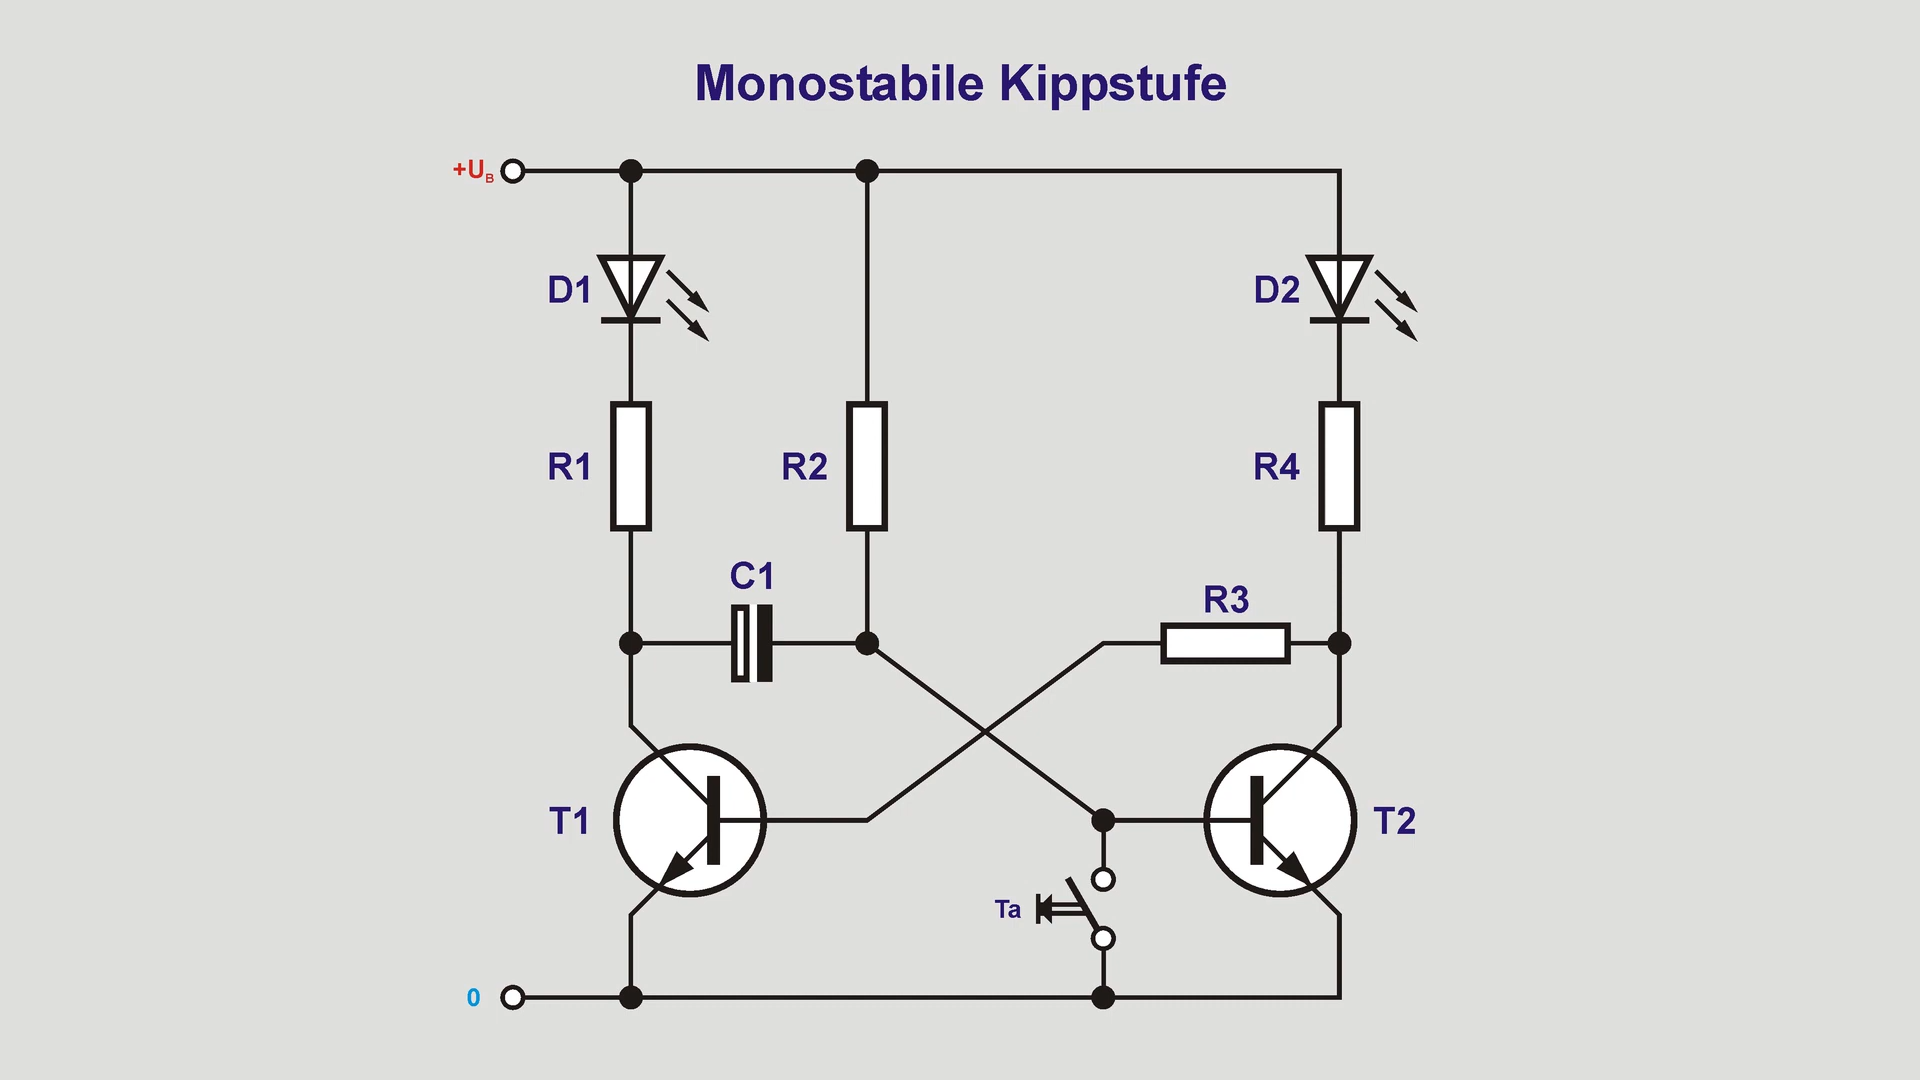 Monostabile Kippstufe
+UB
D1
D2
R1
R2
R4
C1
R3
T1
T2
Ta
0